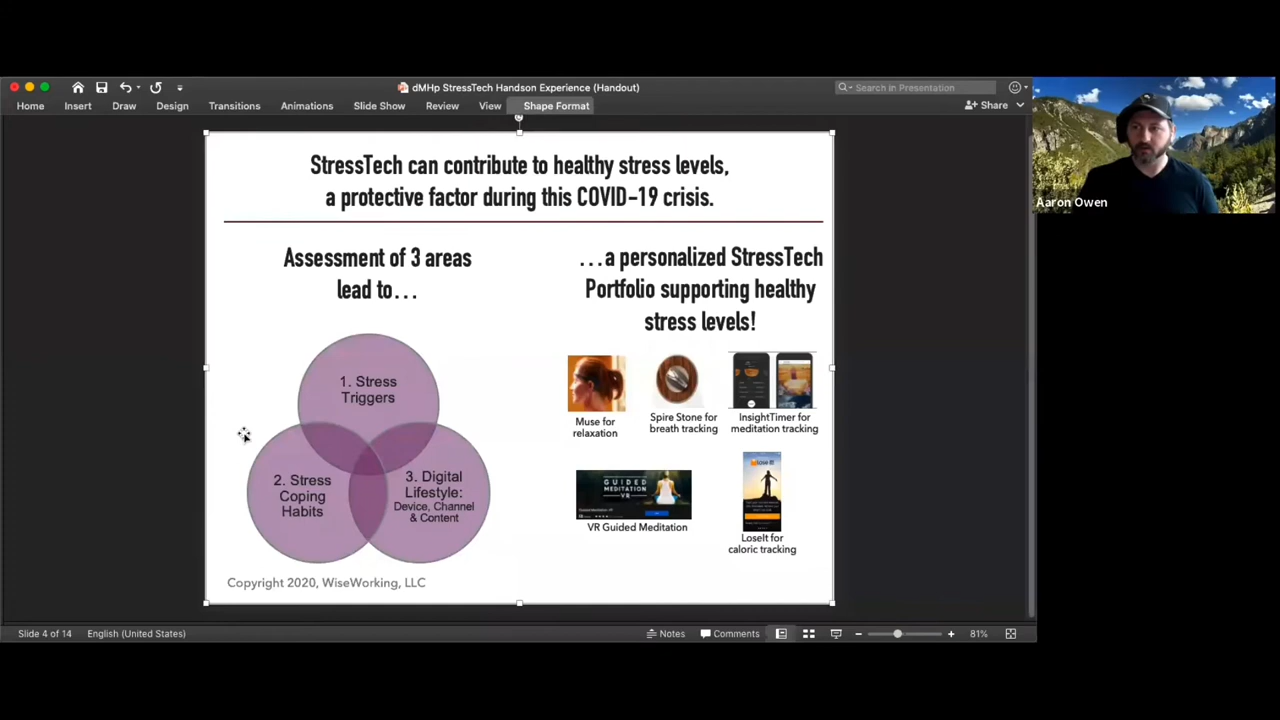 dMHp StressTech Handson Experience (Handout)
Search in Presentation
Home Insert Draw Design Transitions Animations Slide Show Review View Shape Format
Share
StressTech can contribute to healthy stress levels,
a protective factor during this COVID-19 crisis.
Assessment of 3 areas
lead to...
...a personalized StressTech
Portfolio supporting healthy
stress levels!
1. Stress
Triggers
2. Stress
Coping
Habits
3. Digital
Lifestyle:
Device, Channel
& Content
Muse for
relaxation
Spire Stone for
breath tracking
InsightTimer for
meditation tracking
GUIDED
MEDITATION
VR
VR Guided Meditation
lose it!
LoseIt for
caloric tracking
Copyright 2020, WiseWorking, LLC
Aaron Owen
Slide 4 of 14 English (United States) Notes Comments 81%